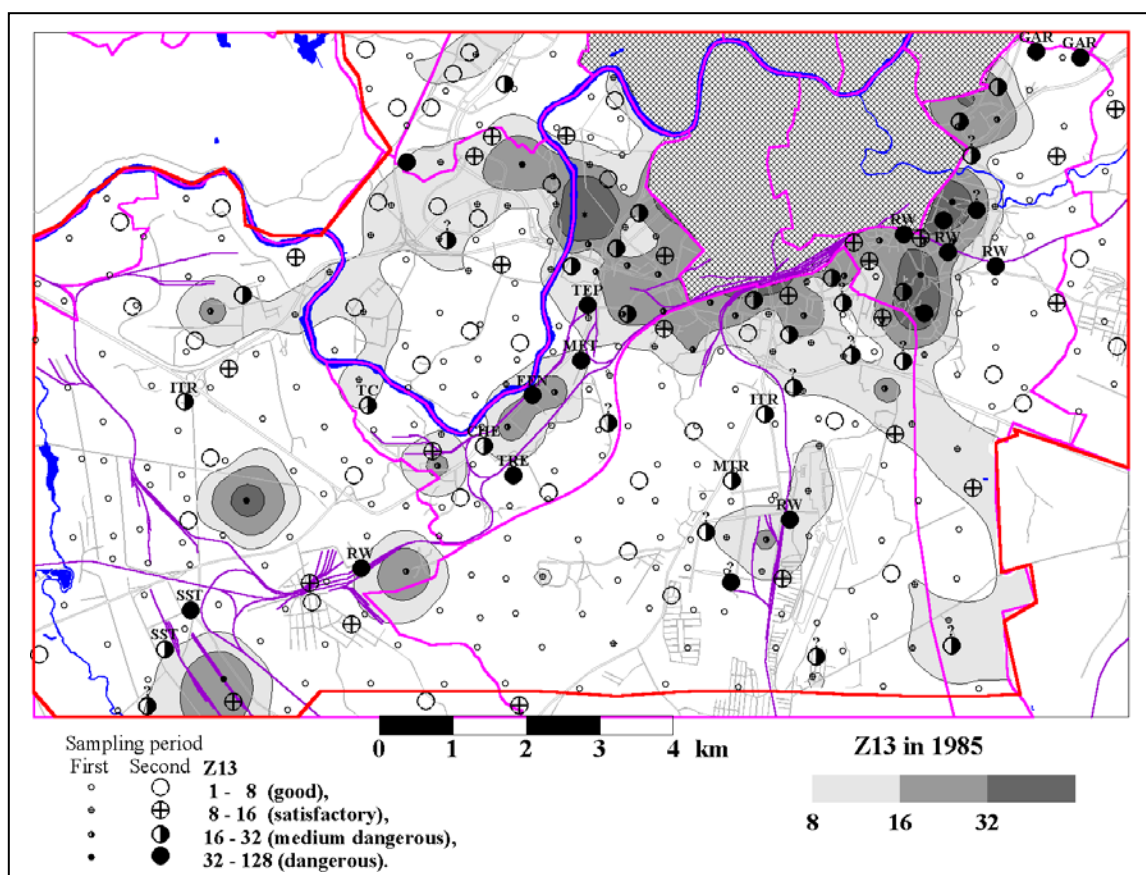 GAR GAR
?
?
? ?
RW
RW
RW
?
TEP
?
?
MET
?
?
ITR
TC
ELN
?
ITR
?
CHE
TRE
MTR
RW
?
RW
?
SST
SST
?
?
?
0 1 2 3 4 km
Z13 in 1985
8 16 32
Sampling period
First Second Z13
1 - 8 (good),
8 - 16 (satisfactory),
16 - 32 (medium dangerous),
32 - 128 (dangerous).